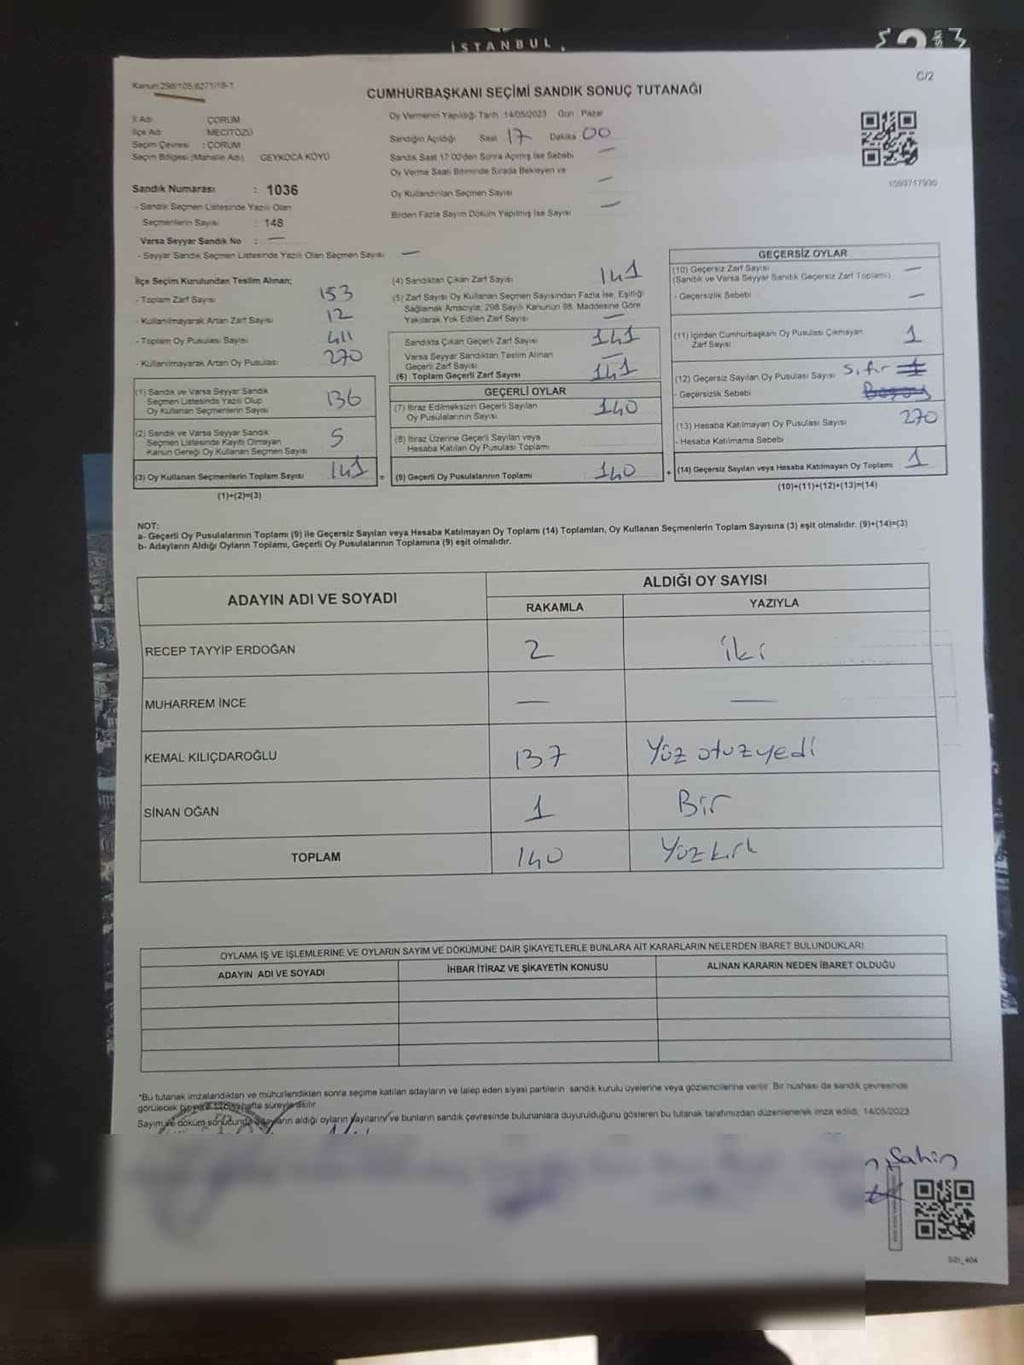 İSTANBUL
C/2
Kanun:298/105,6271/18-1
CUMHURBAŞKANI SEÇİMİ SANDIK SONUÇ TUTANAĞI
İl Adı : ÇORUM
İlçe Adı : MECİTÖZÜ
Seçim Çevresi : ÇORUM
Seçim Bölgesi (Mahalle Adı) GEYKOCA KÖYÜ
Oy Vermenin Yapıldığı Tarih 14/05/2023 Gün Pazar
Sandığın Açıldığı Saat 17 Dakika 00
Sandık Saat 17:00'den Sonra Açılmış İse Sebebi —
Oy Verme Saati Bitiminde Sırada Bekleyen ve
Oy Kullandırılan Seçmen Sayısı —
Birden Fazla Sayım Döküm Yapılmış İse Sayısı —
1593717930
Sandık Numarası : 1036
- Sandık Seçmen Listesinde Yazılı Olan
Seçmenlerin Sayısı : 148
Varsa Seyyar Sandık No : —
- Seyyar Sandık Seçmen Listesinde Yazılı Olan Seçmen Sayısı —
İlçe Seçim Kurulundan Teslim Alınan;
- Toplam Zarf Sayısı 153
- Kullanılmayarak Artan Zarf Sayısı 12
- Toplam Oy Pusulası Sayısı 411
- Kullanılmayarak Artan Oy Pusulası 270
(1) Sandık ve Varsa Seyyar Sandık
Seçmen Listesinde Yazılı Olup
Oy Kullanan Seçmenlerin Sayısı 136
(2) Sandık ve Varsa Seyyar Sandık
Seçmen Listesinde Kayıtlı Olmayan
Kanun Gereği Oy Kullanan Seçmen Sayısı 5
(3) Oy Kullanan Seçmenlerin Toplam Sayısı 141
(1)+(2)=(3)
(4) Sandıktan Çıkan Zarf Sayısı 141
(5) Zarf Sayısı Oy Kullanan Seçmen Sayısından Fazla İse, Eşitliği
Sağlamak Amacıyla, 298 Sayılı Kanunun 98. Maddesine Göre
Yakılarak Yok Edilen Zarf Sayısı —
Sandıkta Çıkan Geçerli Zarf Sayısı 141
Varsa Seyyar Sandıktan Teslim Alınan
Geçerli Zarf Sayısı —
(6) Toplam Geçerli Zarf Sayısı 141
GEÇERLİ OYLAR
(7) İtiraz Edilmeksizin Geçerli Sayılan
Oy Pusulalarının Sayısı 140
(8) İtiraz Üzerine Geçerli Sayılan veya
Hesaba Katılan Oy Pusulası Toplamı
= (9) Geçerli Oy Pusulalarının Toplamı 140
GEÇERSİZ OYLAR
(10) Geçersiz Zarf Sayısı —
(Sandık ve Varsa Seyyar Sandık Geçersiz Zarf Toplamı)
- Geçersizlik Sebebi —
(11) İçinden Cumhurbaşkanı Oy Pusulası Çıkmayan
Zarf Sayısı 1
(12) Geçersiz Sayılan Oy Pusulası Sayısı Sıfır
- Geçersizlik Sebebi
(13) Hesaba Katılmayan Oy Pusulası Sayısı 270
- Hesaba Katılmama Sebebi
+ (14) Geçersiz Sayılan veya Hesaba Katılmayan Oy Toplamı 1
(10)+(11)+(12)+(13)=(14)
NOT:
a- Geçerli Oy Pusulalarının Toplamı (9) ile Geçersiz Sayılan veya Hesaba Katılmayan Oy Toplamı (14) Toplamları, Oy Kullanan Seçmenlerin Toplam Sayısına (3) eşit olmalıdır. (9)+(14)=(3)
b- Adayların Aldığı Oyların Toplamı, Geçerli Oy Pusulalarının Toplamına (9) eşit olmalıdır.
ADAYIN ADI VE SOYADI
ALDIĞI OY SAYISI
RAKAMLA YAZIYLA
RECEP TAYYİP ERDOĞAN 2 iki
MUHARREM İNCE — —
KEMAL KILIÇDAROĞLU 137 Yüz otuzyedi
SİNAN OĞAN 1 Bir
TOPLAM 140 Yüzkırk
OYLAMA İŞ VE İŞLEMLERİNE VE OYLARIN SAYIM VE DÖKÜMÜNE DAİR ŞİKAYETLERLE BUNLARA AİT KARARLARIN NELERDEN İBARET BULUNDUKLARI
ADAYIN ADI VE SOYADI İHBAR İTİRAZ VE ŞİKAYETİN KONUSU ALINAN KARARIN NEDEN İBARET OLDUĞU
*Bu tutanak imzalandıktan ve mühürlendikten sonra seçime katılan adayların ve talep eden siyasi partilerin sandık kurulu üyelerine veya gözlemcilerine verilir. Bir nüshası da sandık çevresinde
görülecek bir yere 1 hafta süreyle asılır.
Sayım ve döküm sonucunda adayların aldığı oyların sayılarını ve bunların sandık çevresinde bulunanlara duyurulduğunu gösteren bu tutanak tarafımızdan düzenlenerek imza edildi. 14/05/2023
Şahin